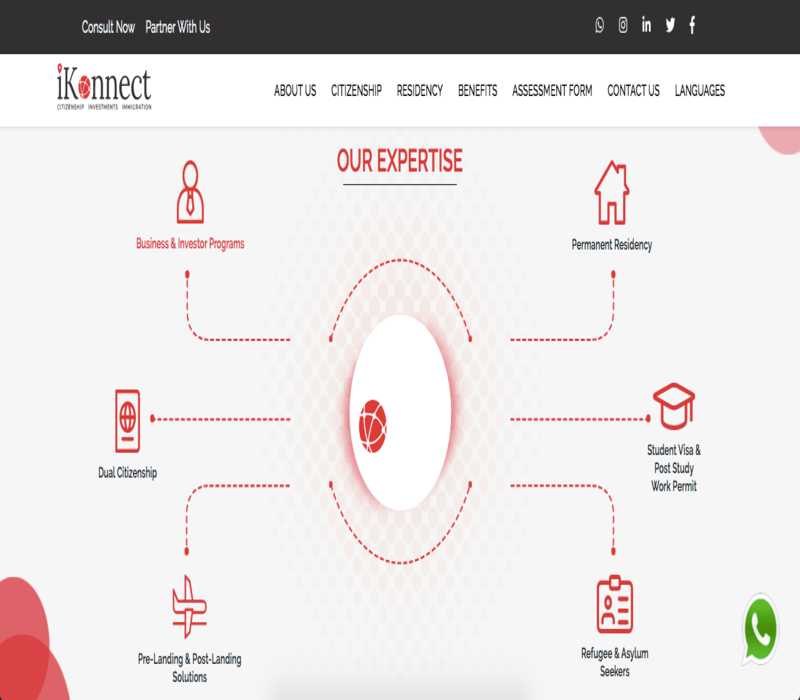 Consult Now Partner With Us
iKonnect
CITIZENSHIP INVESTMENTS IMMIGRATION
ABOUT US CITIZENSHIP RESIDENCY BENEFITS ASSESSMENT FORM CONTACT US LANGUAGES
OUR EXPERTISE
Business & Investor Programs
Permanent Residency
Dual Citizenship
Student Visa &
Post Study
Work Permit
Pre-Landing & Post-Landing
Solutions
Refugee & Asylum
Seekers